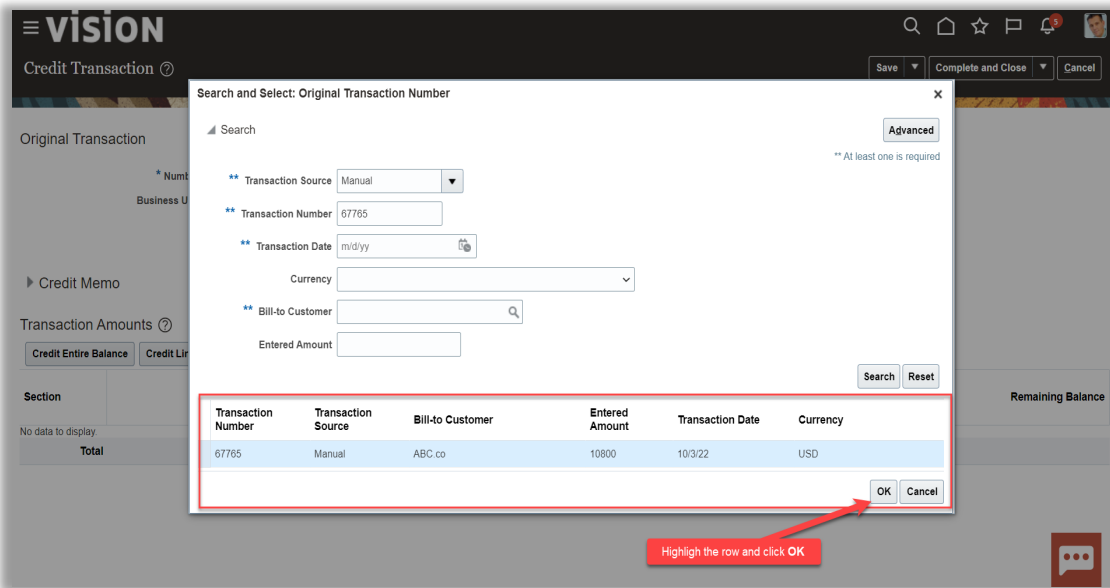 vision
5
Credit Transaction
Save
Complete and Close
Cancel
Search and Select: Original Transaction Number
Search
Advanced
** At least one is required
Original Transaction
* Numb
Business U
** Transaction Source Manual
** Transaction Number 67765
** Transaction Date m/d/yy
Currency
** Bill-to Customer
Entered Amount
Credit Memo
Transaction Amounts
Credit Entire Balance
Credit Lin
Search
Reset
Section
Remaining Balance
Transaction Number
Transaction Source
Bill-to Customer
Entered Amount
Transaction Date
Currency
No data to display
Total
67765 Manual ABC.co 10800 10/3/22 USD
OK
Cancel
Highligh the row and click OK